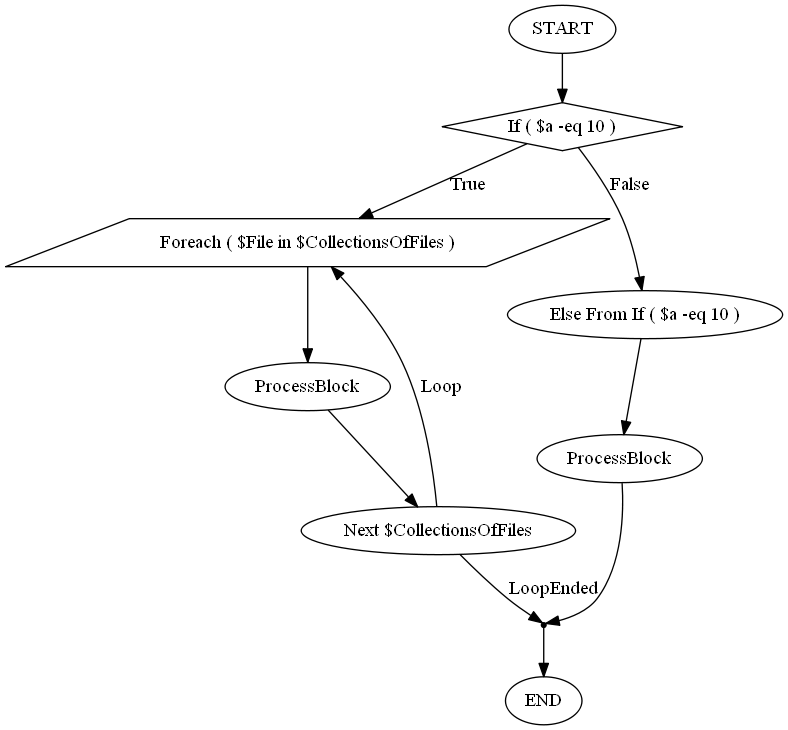 START
If ( $a -eq 10 )
True
False
Foreach ( $File in $CollectionsOfFiles )
Else From If ( $a -eq 10 )
ProcessBlock
Loop
ProcessBlock
Next $CollectionsOfFiles
LoopEnded
END